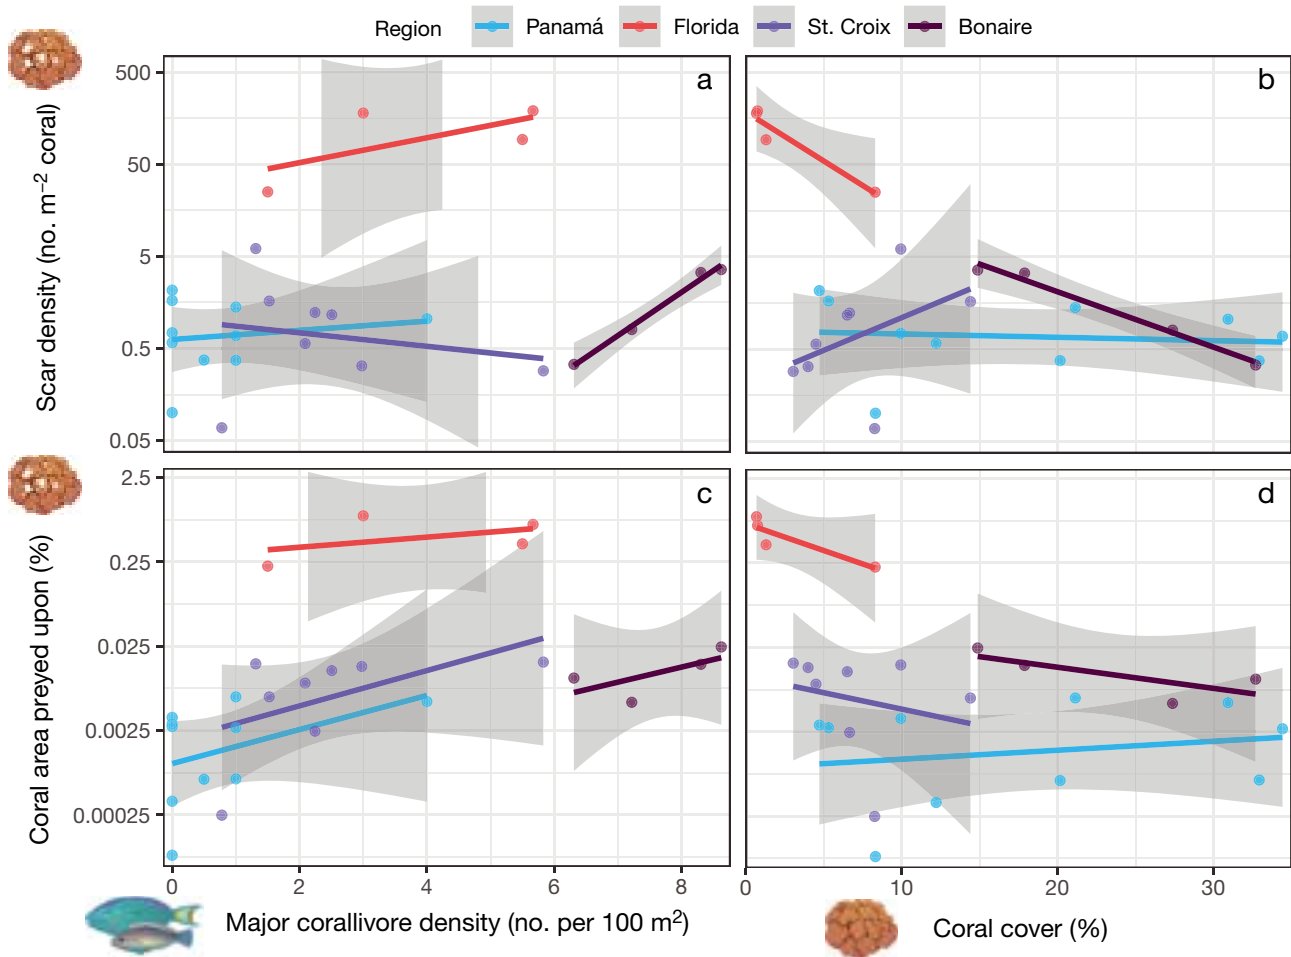 Region Panamá Florida St. Croix Bonaire
Scar density (no. m⁻² coral)
500
50
5
0.5
0.05
a
b
Coral area preyed upon (%)
2.5
0.25
0.025
0.0025
0.00025
c
d
0 2 4 6 8
0 10 20 30
Major corallivore density (no. per 100 m²)
Coral cover (%)